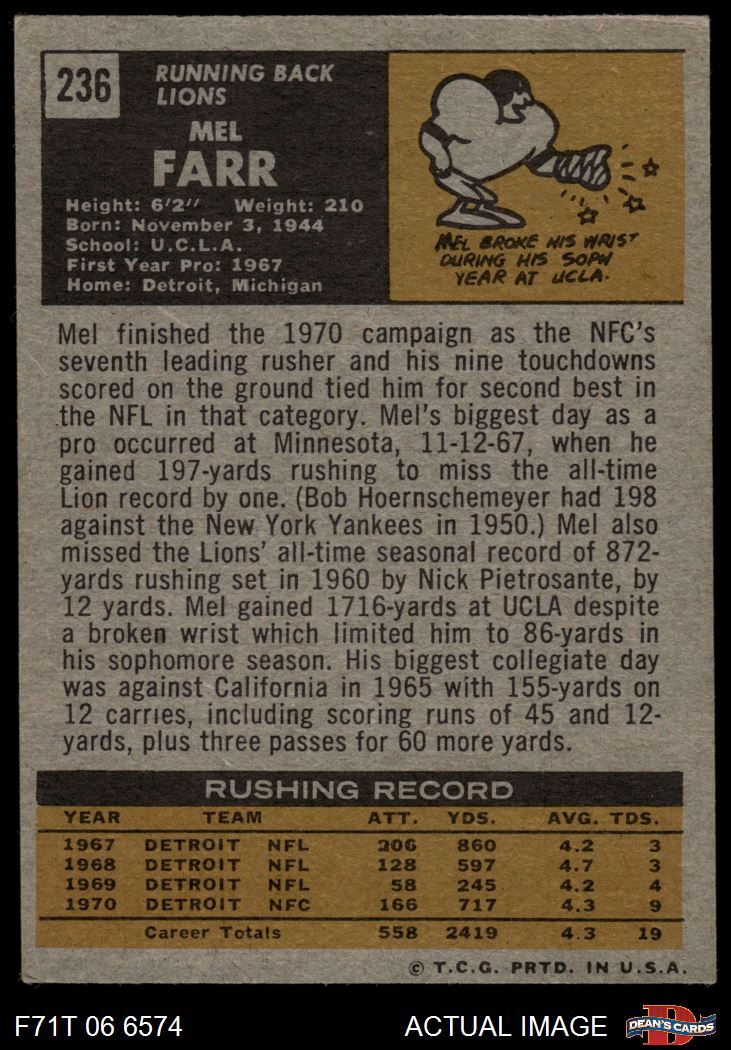 236
RUNNING BACK
LIONS
MEL
FARR
Height: 6'2" Weight: 210
Born: November 3, 1944
School: U.C.L.A.
First Year Pro: 1967
Home: Detroit, Michigan
MEL BROKE HIS WRIST
DURING HIS SOPH
YEAR AT UCLA.
Mel finished the 1970 campaign as the NFC's
seventh leading rusher and his nine touchdowns
scored on the ground tied him for second best in
the NFL in that category. Mel's biggest day as a
pro occurred at Minnesota, 11-12-67, when he
gained 197-yards rushing to miss the all-time
Lion record by one. (Bob Hoernschemeyer had 198
against the New York Yankees in 1950.) Mel also
missed the Lions' all-time seasonal record of 872-
yards rushing set in 1960 by Nick Pietrosante, by
12 yards. Mel gained 1716-yards at UCLA despite
a broken wrist which limited him to 86-yards in
his sophomore season. His biggest collegiate day
was against California in 1965 with 155-yards on
12 carries, including scoring runs of 45 and 12-
yards, plus three passes for 60 more yards.
RUSHING RECORD
YEAR TEAM ATT. YDS. AVG. TDS.
1967 DETROIT NFL 206 860 4.2 3
1968 DETROIT NFL 128 597 4.7 3
1969 DETROIT NFL 58 245 4.2 4
1970 DETROIT NFC 166 717 4.3 9
Career Totals 558 2419 4.3 19
© T.C.G. PRTD. IN U.S.A.
F71T 06 6574 ACTUAL IMAGE DEAN'S CARDS